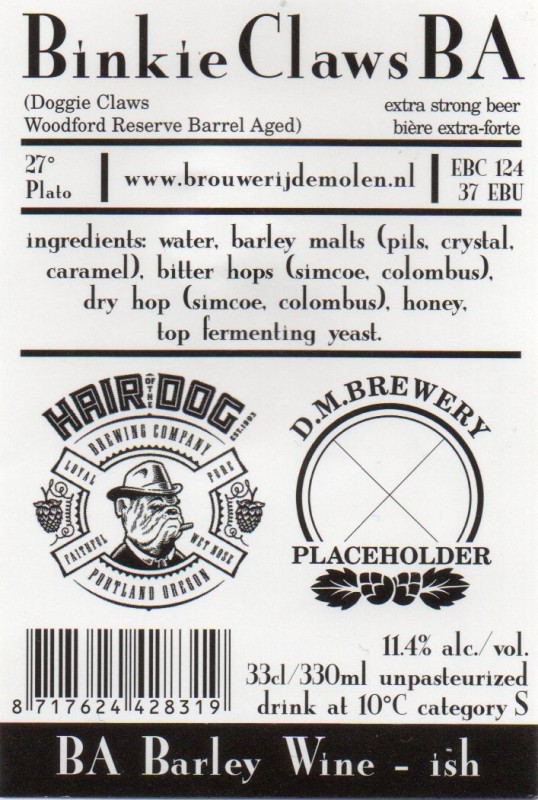 Binkie Claws BA
(Doggie Claws
Woodford Reserve Barrel Aged)
extra strong beer
bière extra-forte
27°
Plato
www.brouwerijdemolen.nl
EBC 124
37 EBU
ingredients: water, barley malts (pils, crystal,
caramel), bitter hops (simcoe, colombus),
dry hop (simcoe, colombus), honey,
top fermenting yeast.
HAIR OF THE DOG
EST. 1993
BREWING COMPANY
LOYAL
PURE
FAITHFUL
WET NOSE
PORTLAND OREGON
D.M.BREWERY
PLACEHOLDER
8 717624 428319
11.4% alc./vol.
33cl/330ml unpasteurized
drink at 10°C category S
BA Barley Wine - ish